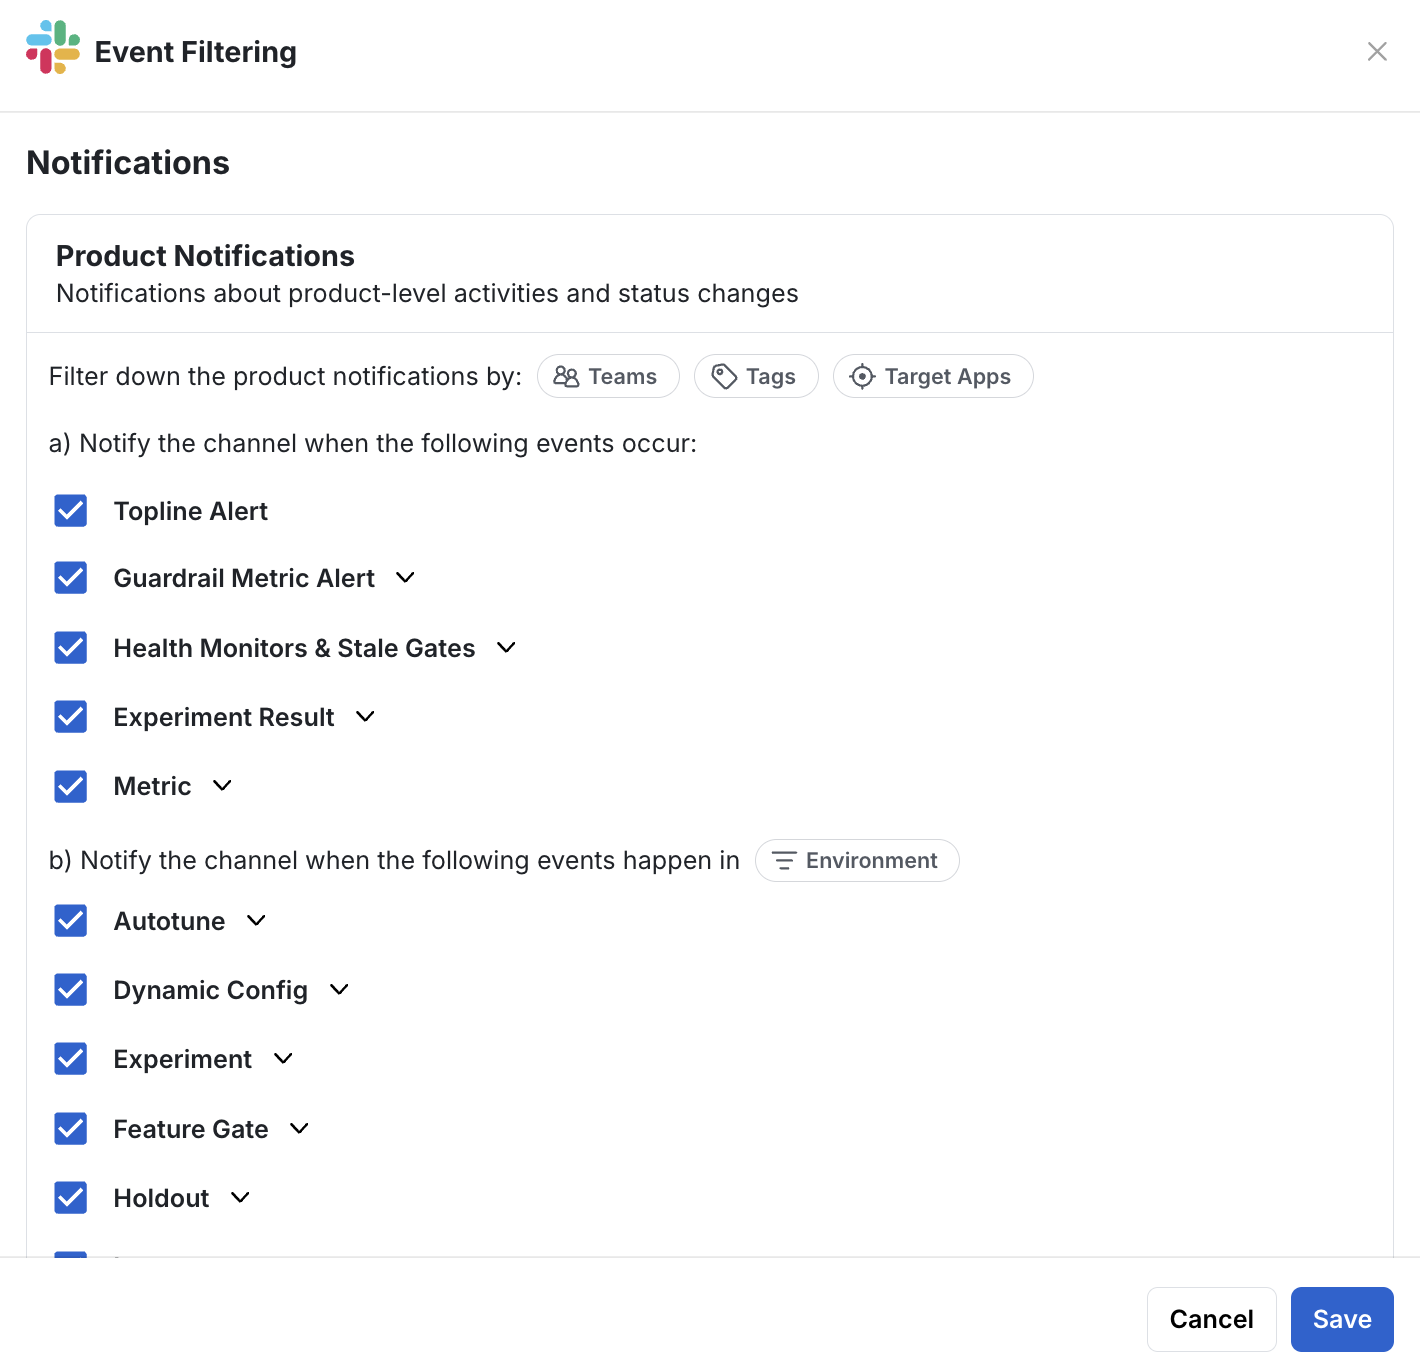 Event Filtering
Notifications
Product Notifications
Notifications about product-level activities and status changes
Filter down the product notifications by: Teams Tags Target Apps
a) Notify the channel when the following events occur:
Topline Alert
Guardrail Metric Alert
Health Monitors & Stale Gates
Experiment Result
Metric
b) Notify the channel when the following events happen in Environment
Autotune
Dynamic Config
Experiment
Feature Gate
Holdout
Cancel Save